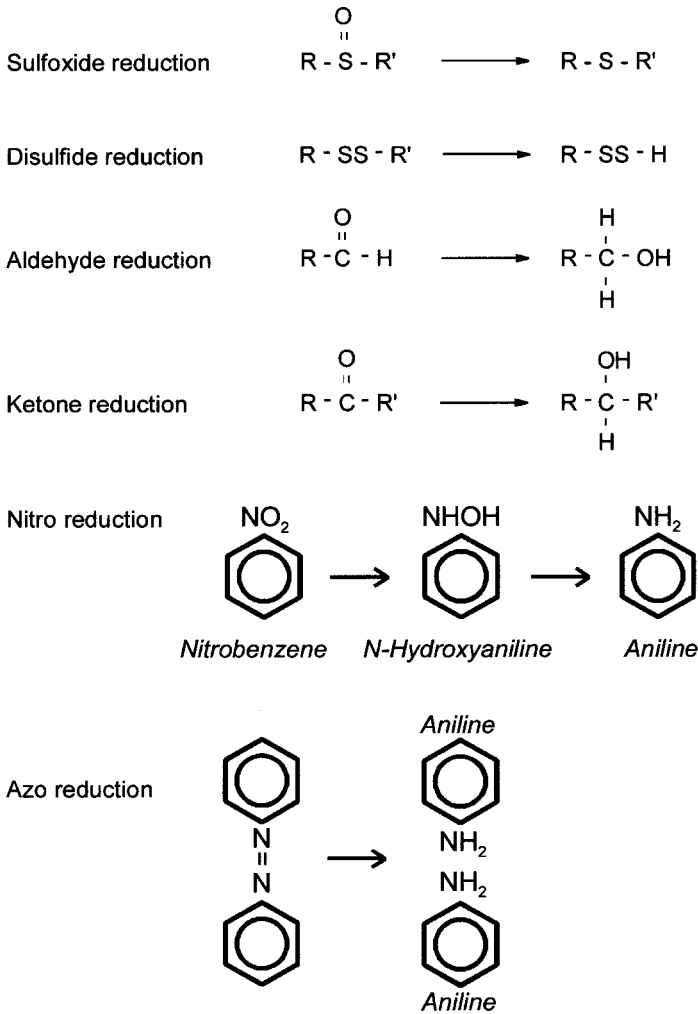 O
Sulfoxide reduction R - S - R' R - S - R'
Disulfide reduction R - SS - R' R - SS - H
O H
Aldehyde reduction R - C - H R - C - OH
H
O OH
Ketone reduction R - C - R' R - C - R'
H
Nitro reduction NO2 NHOH NH2
Nitrobenzene N-Hydroxyaniline Aniline
Aniline
Azo reduction
N NH2
N NH2
Aniline